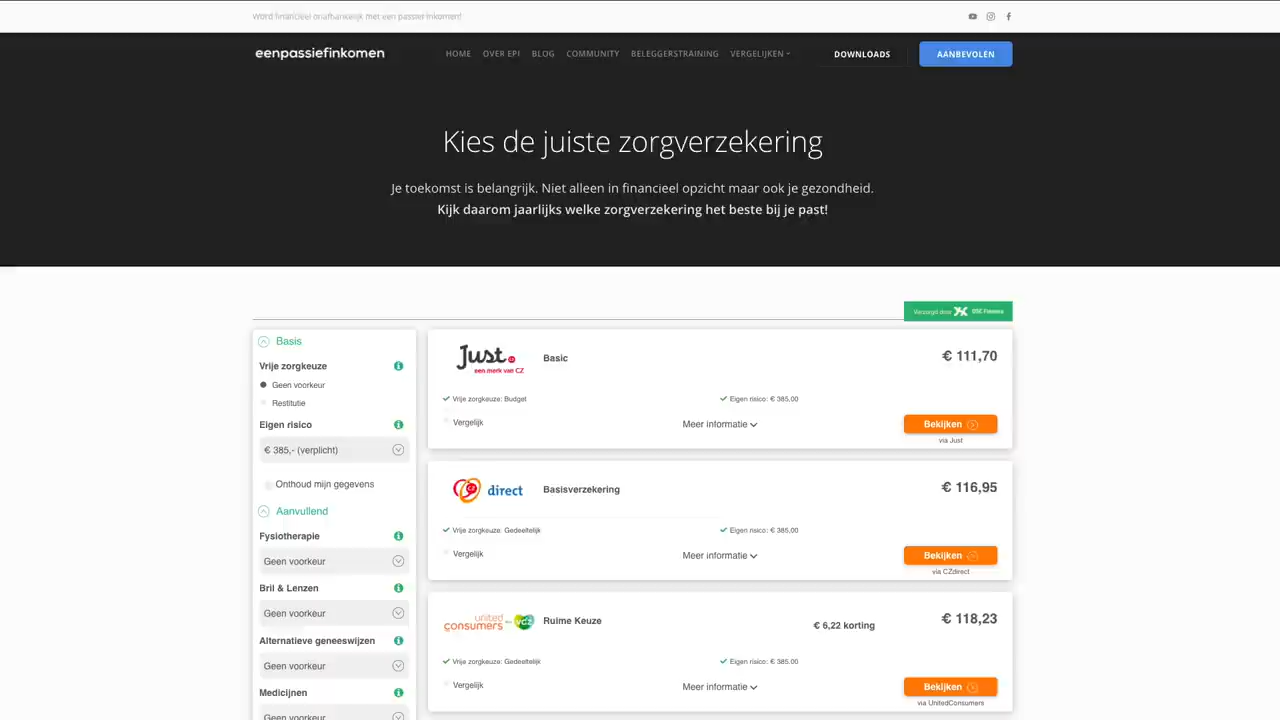 Word financieel onafhankelijk met een passief inkomen!
eenpassiefinkomen
HOME OVER EPI BLOG COMMUNITY BELEGGERSTRAINING VERGELIJKEN DOWNLOADS AANBEVOLEN
Kies de juiste zorgverzekering
Je toekomst is belangrijk. Niet alleen in financieel opzicht maar ook je gezondheid.
Kijk daarom jaarlijks welke zorgverzekering het beste bij je past!
Verzorgd door DSE Finance
Basis
Vrije zorgkeuze
Geen voorkeur
Restitutie
Eigen risico
€ 385,- (verplicht)
Onthoud mijn gegevens
Aanvullend
Fysiotherapie
Geen voorkeur
Bril & Lenzen
Geen voorkeur
Alternatieve geneeswijzen
Geen voorkeur
Medicijnen
Geen voorkeur
Just CZ
een merk van CZ
Basic
€ 111,70
Vrije zorgkeuze: Budget
Eigen risico: € 385,00
Vergelijk
Meer informatie
Bekijken
via Just
CZ direct
Basisverzekering
€ 116,95
Vrije zorgkeuze: Gedeeltelijk
Eigen risico: € 385,00
Vergelijk
Meer informatie
Bekijken
via CZdirect
united
consumers VGZ
Ruime Keuze
€ 6,22 korting
€ 118,23
Vrije zorgkeuze: Gedeeltelijk
Eigen risico: € 385,00
Vergelijk
Meer informatie
Bekijken
via UnitedConsumers